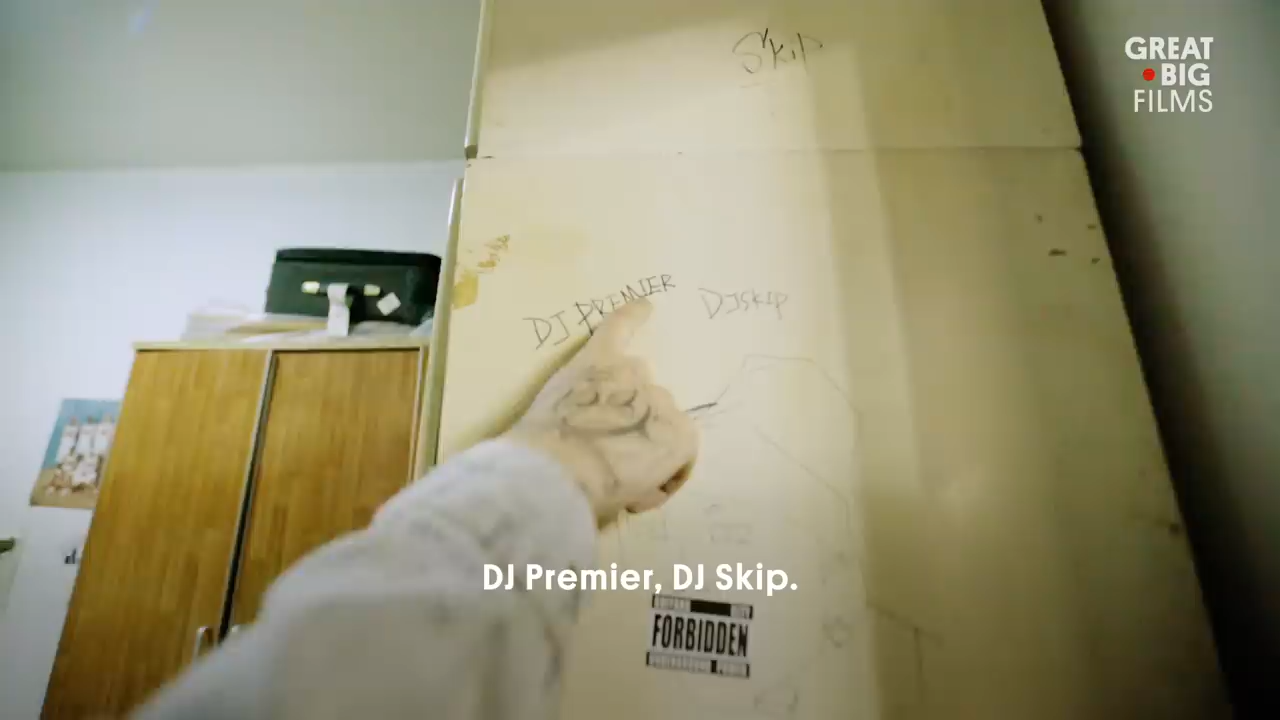 Skip
GREAT
BIG
FILMS
DJ PREMIER
DJSKIP
DJ Premier, DJ Skip.
FORBIDDEN